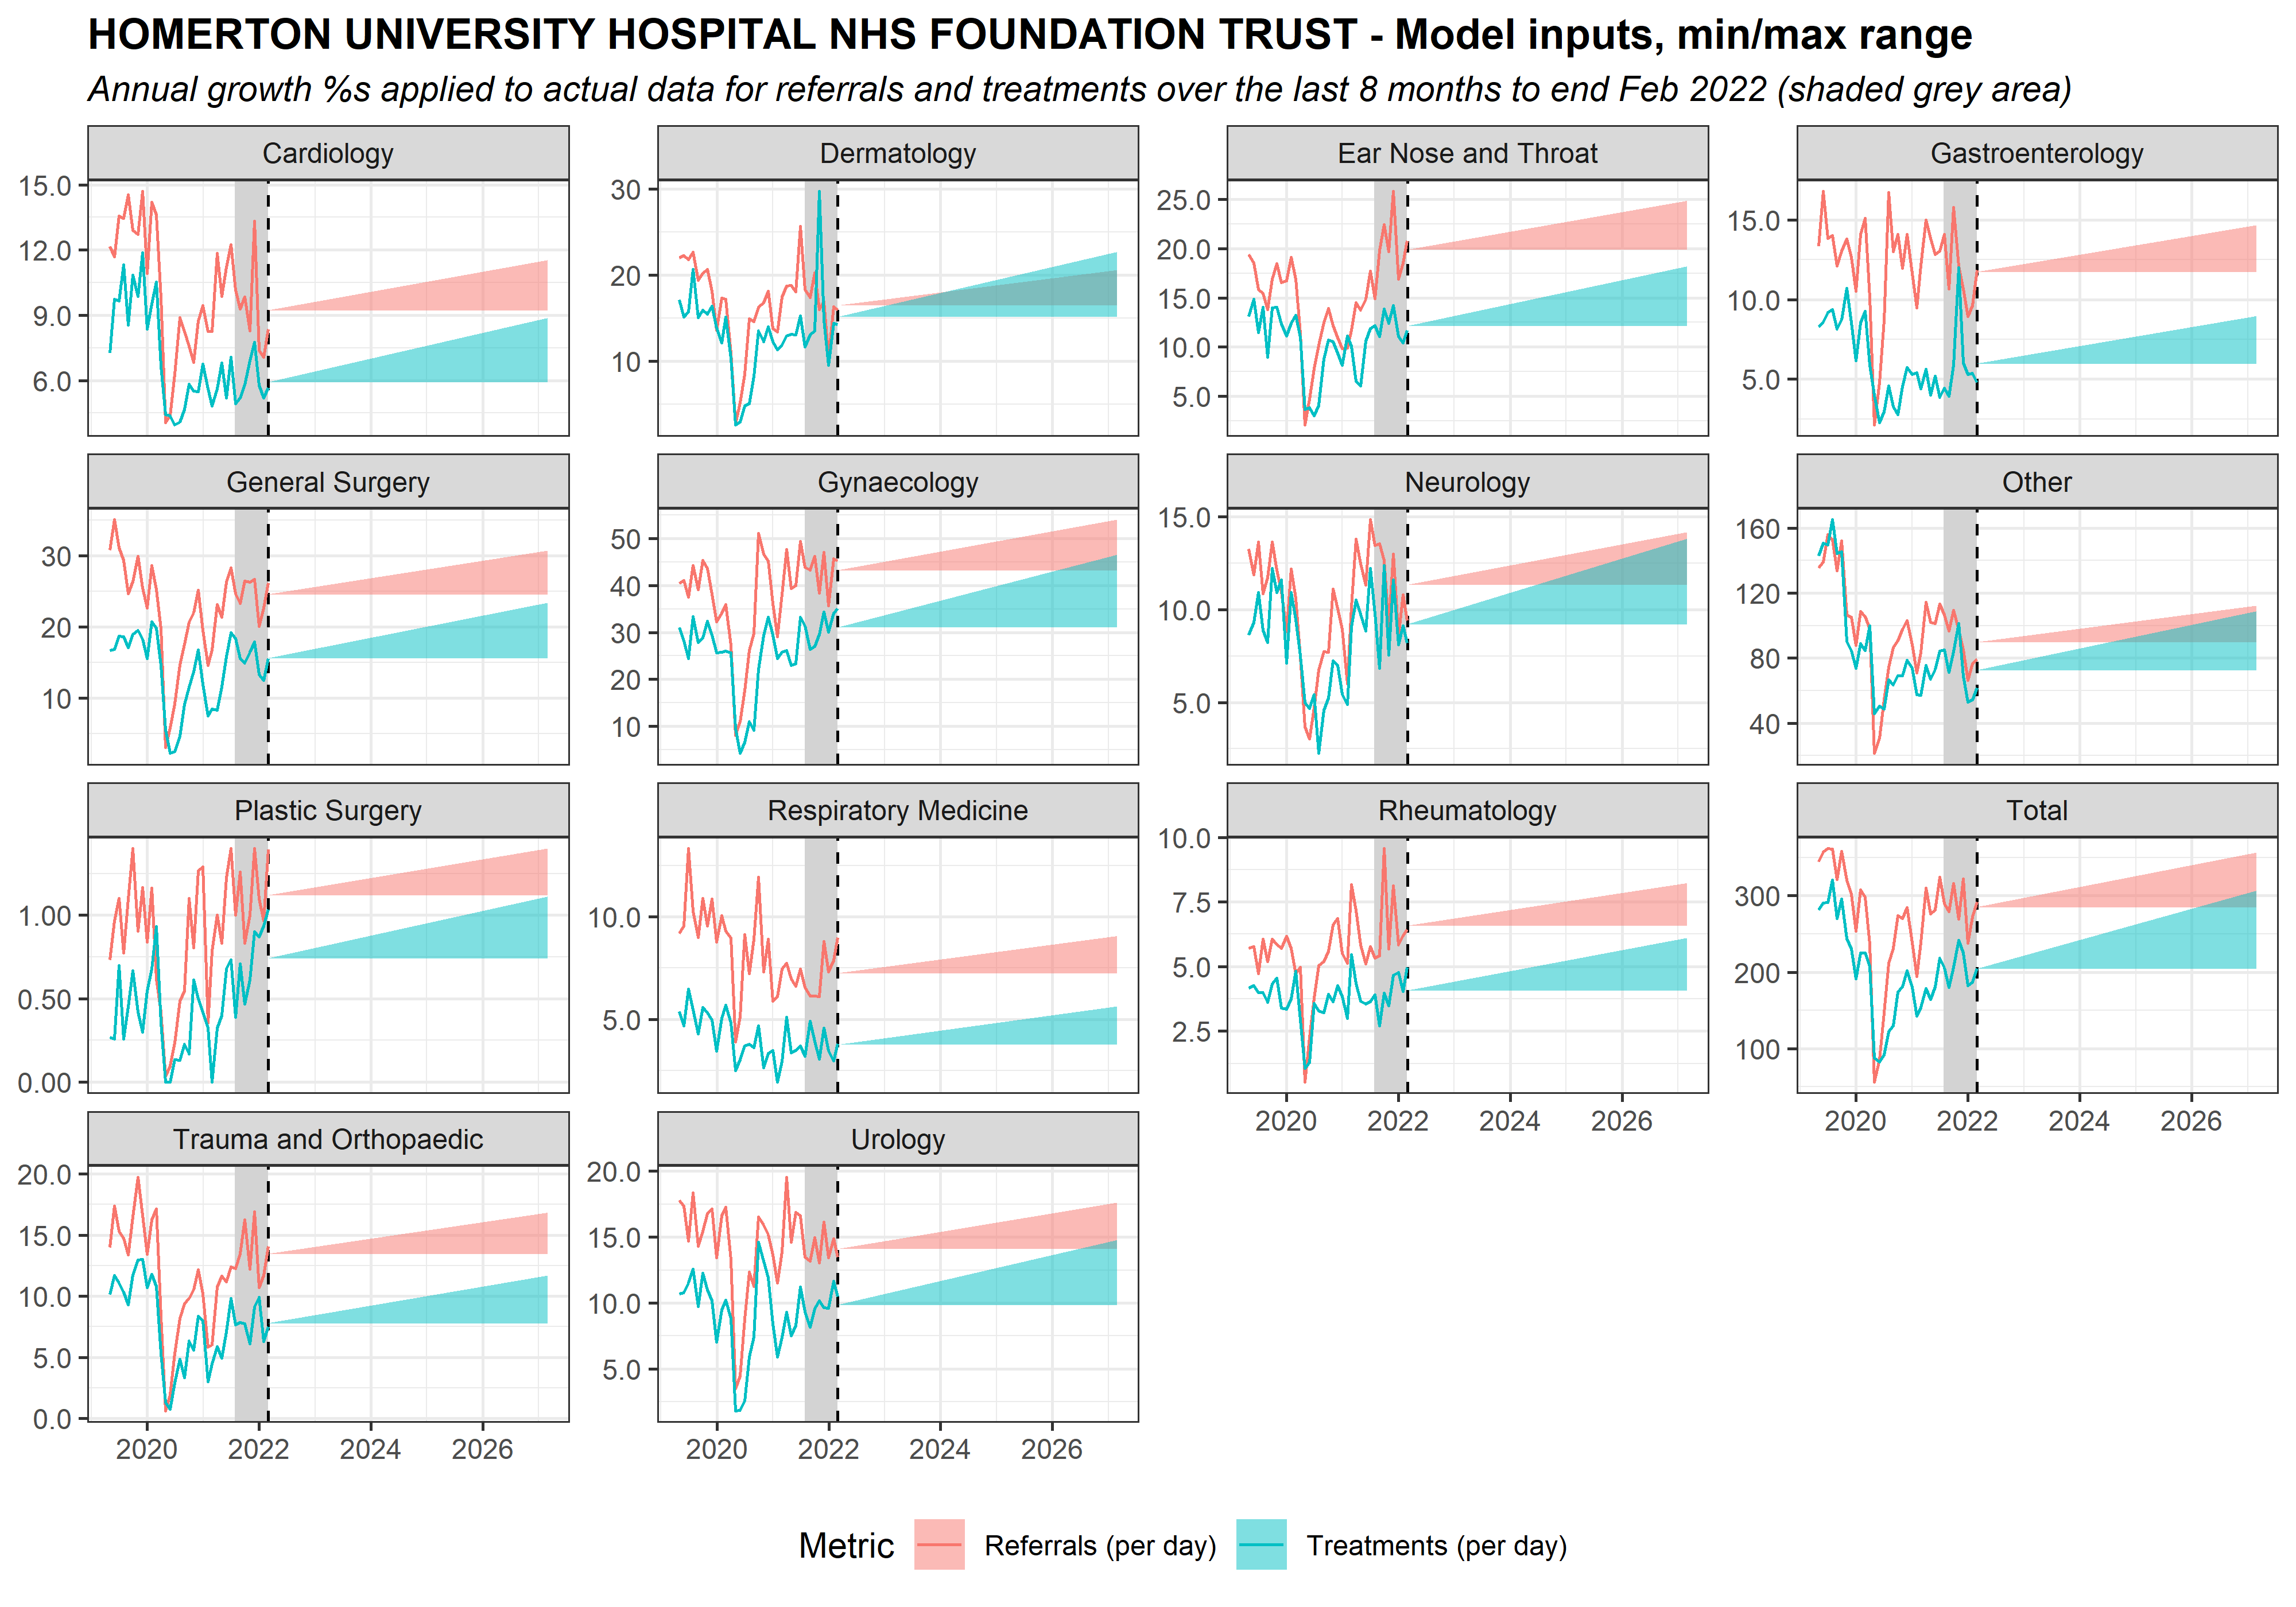 HOMERTON UNIVERSITY HOSPITAL NHS FOUNDATION TRUST - Model inputs, min/max range
Annual growth %s applied to actual data for referrals and treatments over the last 8 months to end Feb 2022 (shaded grey area)
Cardiology
15.0
12.0
9.0
6.0
Dermatology
30
20
10
Ear Nose and Throat
25.0
20.0
15.0
10.0
5.0
Gastroenterology
15.0
10.0
5.0
General Surgery
30
20
10
Gynaecology
50
40
30
20
10
Neurology
15.0
10.0
5.0
Other
160
120
80
40
Plastic Surgery
1.00
0.50
0.00
Respiratory Medicine
10.0
5.0
Rheumatology
10.0
7.5
5.0
2.5
2020 2022 2024 2026
Total
300
200
100
2020 2022 2024 2026
Trauma and Orthopaedic
20.0
15.0
10.0
5.0
0.0
2020 2022 2024 2026
Urology
20.0
15.0
10.0
5.0
2020 2022 2024 2026
Metric Referrals (per day) Treatments (per day)